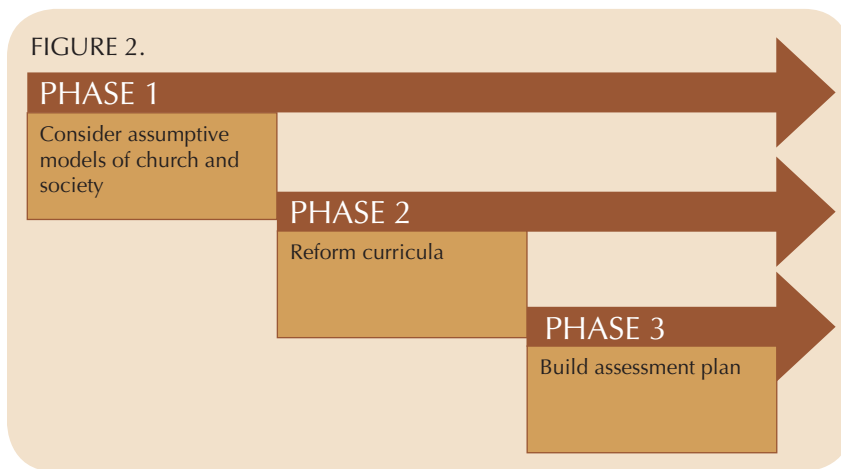 FIGURE 2.
PHASE 1
Consider assumptive
models of church and
society
PHASE 2
Reform curricula
PHASE 3
Build assessment plan